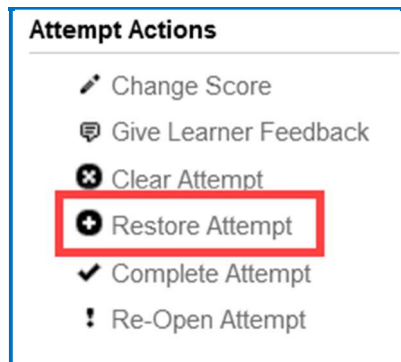 Attempt Actions
Change Score
Give Learner Feedback
Clear Attempt
Restore Attempt
Complete Attempt
Re-Open Attempt